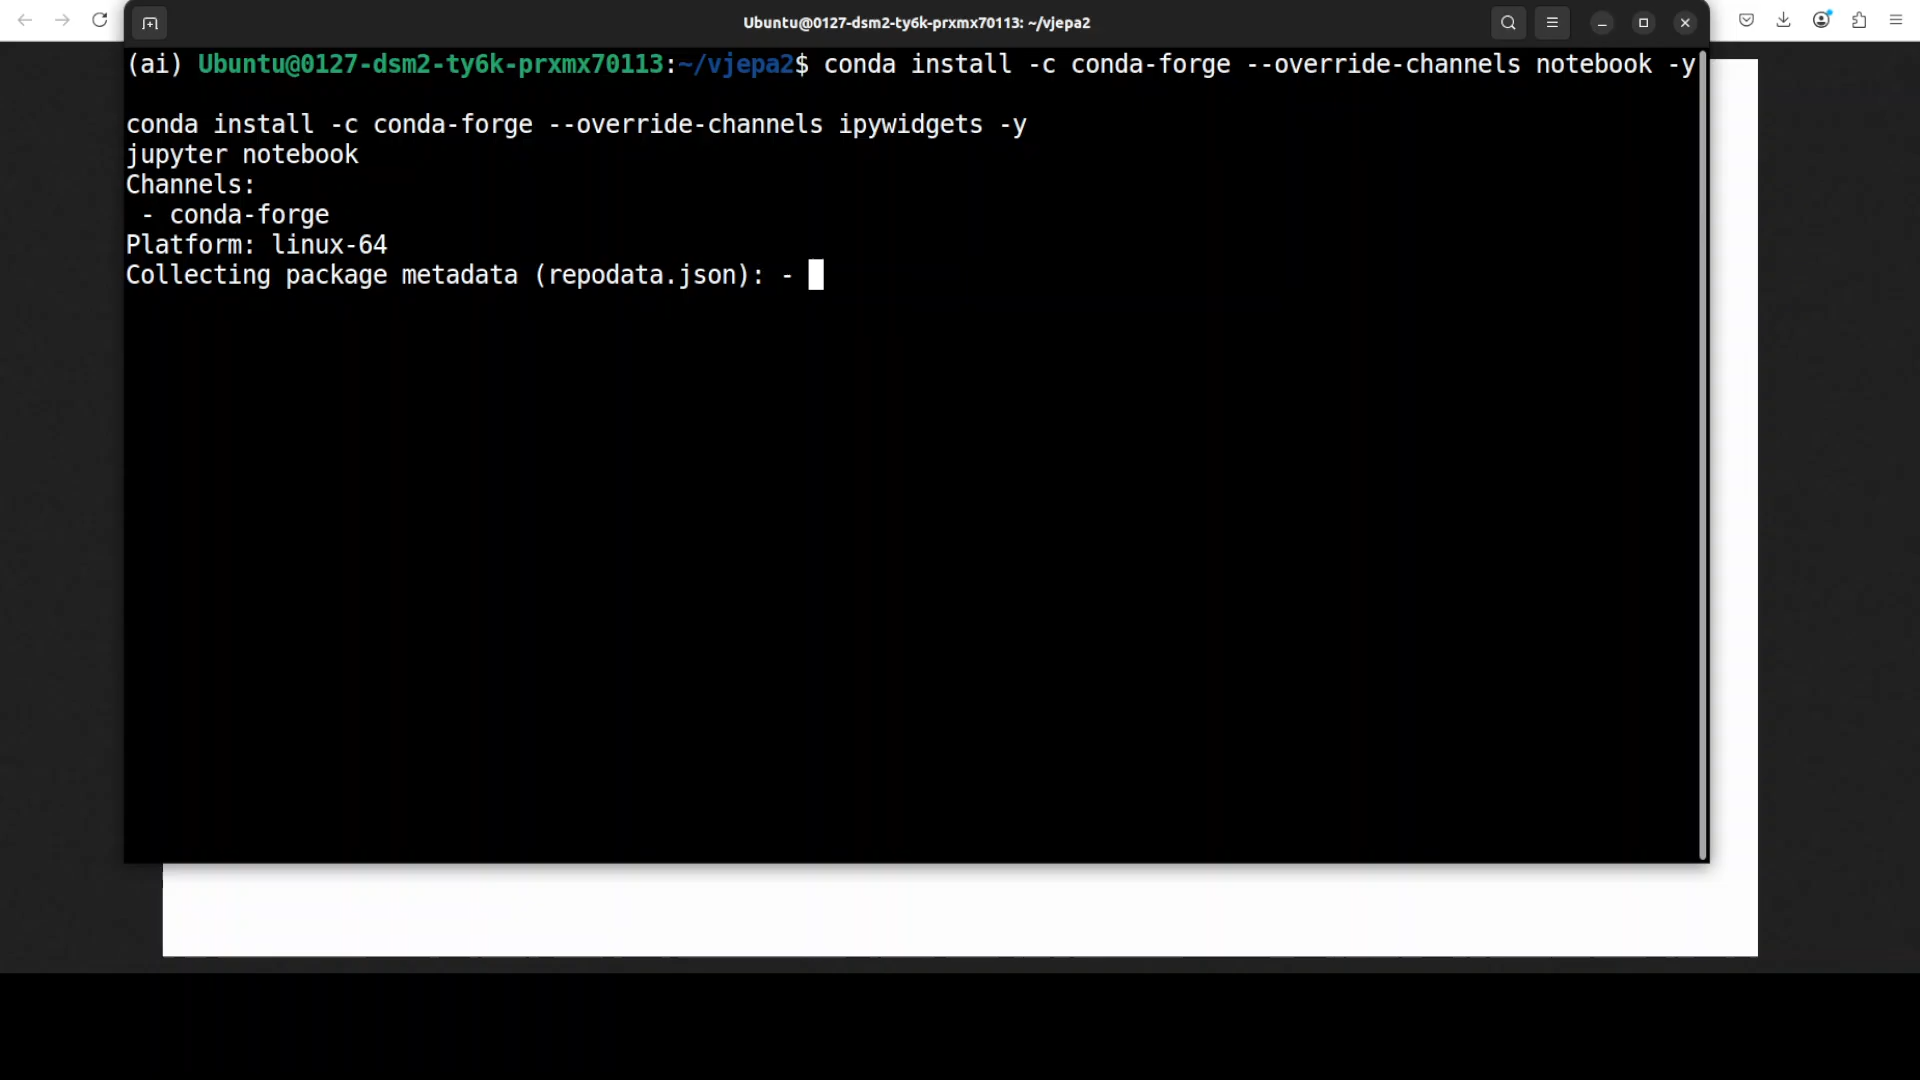 Ubuntu@0127-dsm2-ty6k-prxmx70113: ~/vjepa2
(ai) Ubuntu@0127-dsm2-ty6k-prxmx70113:~/vjepa2$ conda install -c conda-forge --override-channels notebook -y
conda install -c conda-forge --override-channels ipywidgets -y
jupyter notebook
Channels:
 - conda-forge
Platform: linux-64
Collecting package metadata (repodata.json): -